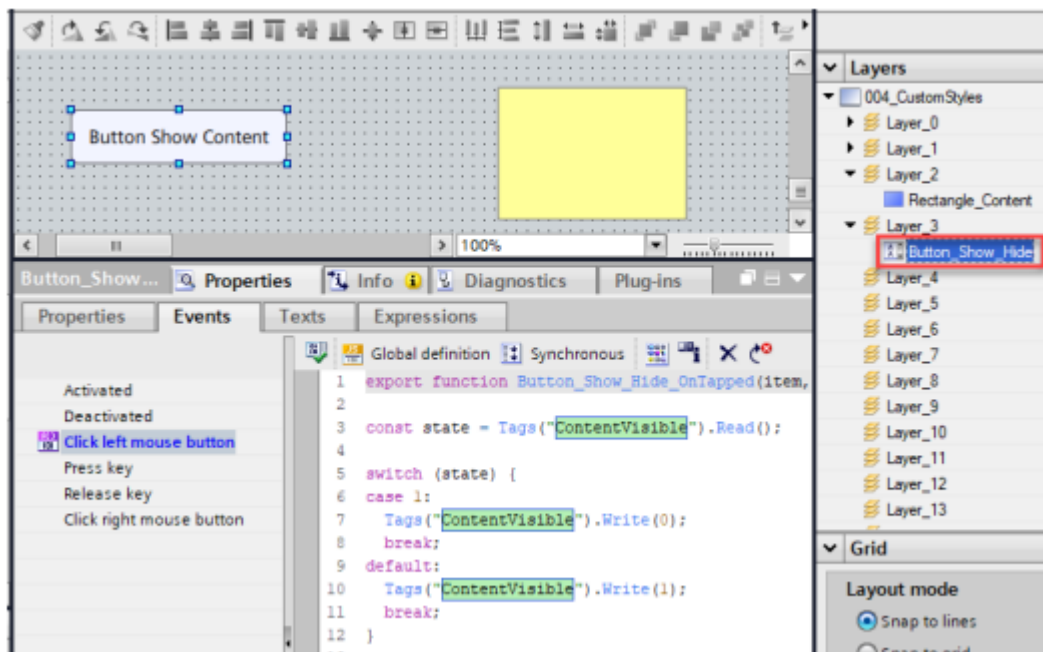 Button Show Content
100%
Layers
004_CustomStyles
Layer_0
Layer_1
Layer_2
Rectangle_Content
Layer_3
Button_Show_Hide
Layer_4
Layer_5
Layer_6
Layer_7
Layer_8
Layer_9
Layer_10
Layer_11
Layer_12
Layer_13
Grid
Layout mode
Snap to lines
Snap to grid
Button_Show... Properties Info Diagnostics Plug-ins
Properties Events Texts Expressions
Global definition Synchronous
Activated
Deactivated
Click left mouse button
Press key
Release key
Click right mouse button
1 export function Button_Show_Hide_OnTapped(item,
2
3 const state = Tags("ContentVisible").Read();
4
5 switch (state) {
6 case 1:
7 Tags("ContentVisible").Write(0);
8 break;
9 default:
10 Tags("ContentVisible").Write(1);
11 break;
12 }